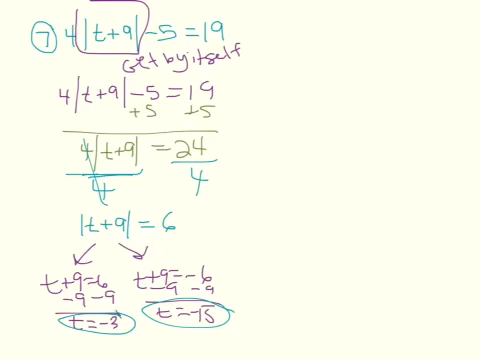 ⑦ 4|t+9|-5=19
Get by itself
4|t+9|-5=19
+5 +5
4|t+9| = 24
4 4
|t+9| = 6
t+9=6 t+9=-6
-9 -9 -9 -9
t=-3 t=-15